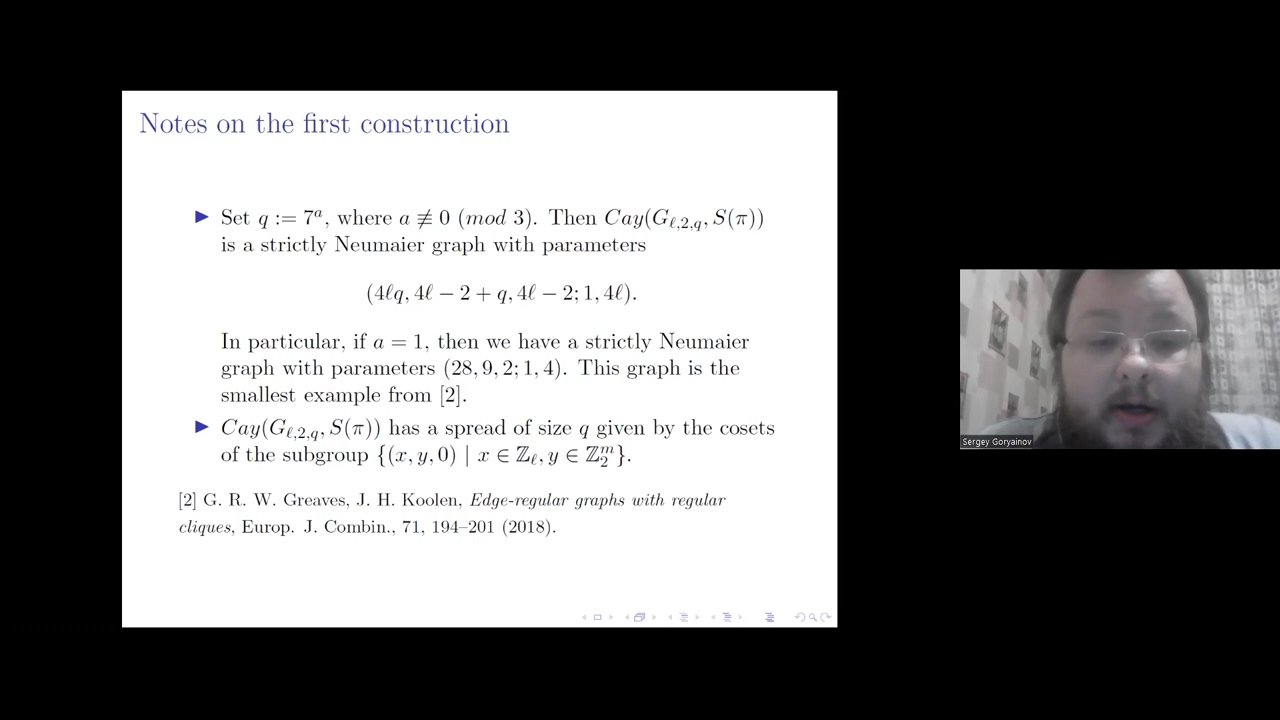 Notes on the first construction
▶ Set q := 7ᵃ, where a ≢ 0 (mod 3). Then Cay(G_{ℓ,2,q}, S(π))
is a strictly Neumaier graph with parameters
(4ℓq, 4ℓ − 2 + q, 4ℓ − 2; 1, 4ℓ).
In particular, if a = 1, then we have a strictly Neumaier
graph with parameters (28, 9, 2; 1, 4). This graph is the
smallest example from [2].
▶ Cay(G_{ℓ,2,q}, S(π)) has a spread of size q given by the cosets
of the subgroup {(x, y, 0) | x ∈ ℤ_ℓ, y ∈ ℤ₂ᵐ}.
[2] G. R. W. Greaves, J. H. Koolen, Edge-regular graphs with regular
cliques, Europ. J. Combin., 71, 194–201 (2018).
Sergey Goryainov